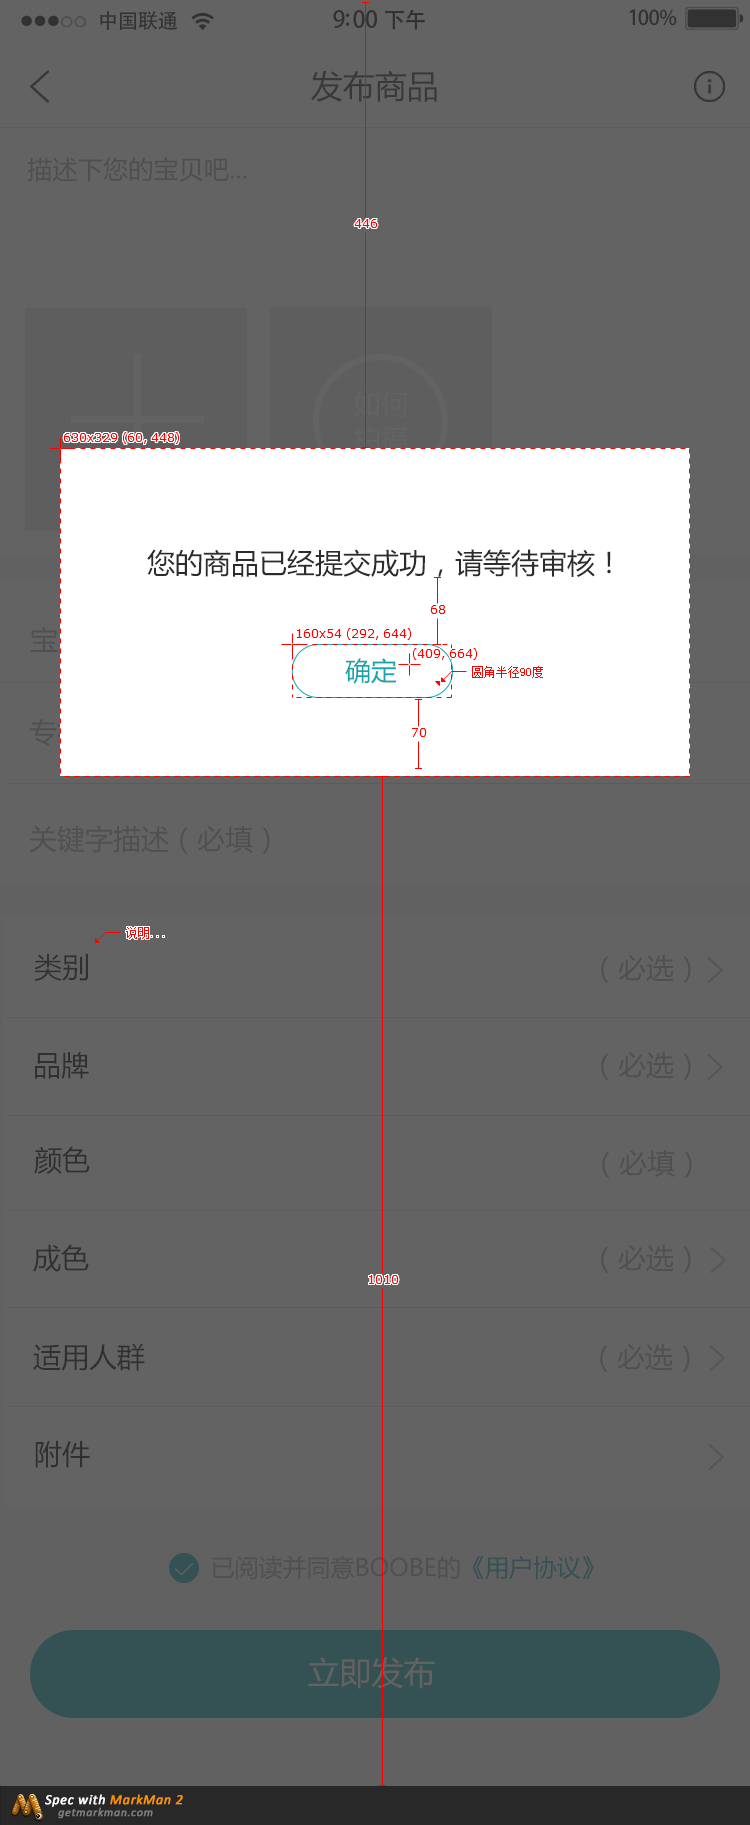 中国联通 9:00 下午 100%
发布商品
描述下您的宝贝吧...
446
如何
拍摄
630x329 (60, 448)
您的商品已经提交成功，请等待审核！
68
160x54 (292, 644)
(409, 664)
确定
圆角半径90度
70
宝
专
关键字描述（必填）
说明...
类别 （必选）
品牌 （必选）
颜色 （必填）
成色 （必选）
1010
适用人群 （必选）
附件
已阅读并同意BOOBE的《用户协议》
立即发布
Spec with MarkMan 2
getmarkman.com